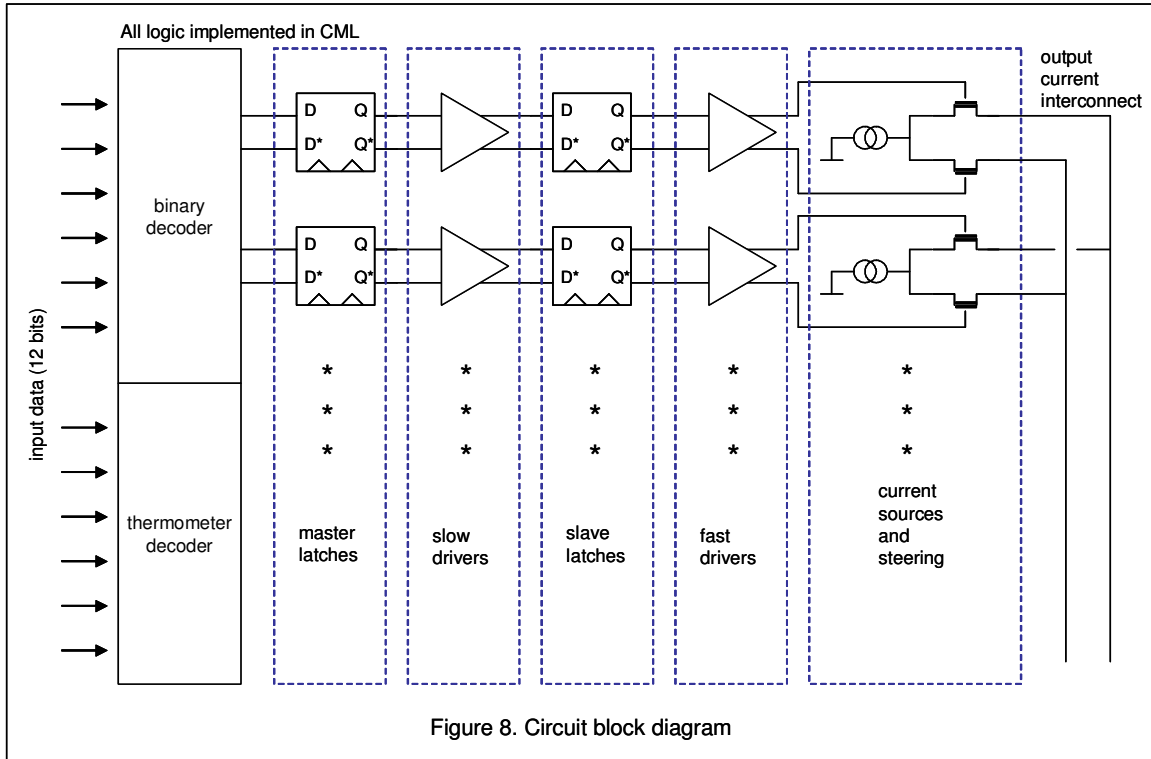 All logic implemented in CML
output
current
interconnect
input data (12 bits)
binary
decoder
thermometer
decoder
D Q
D* Q*
D Q
D* Q*
D Q
D* Q*
D Q
D* Q*
* * * * *
* * * * *
* * * * *
master
latches
slow
drivers
slave
latches
fast
drivers
current
sources
and
steering
Figure 8. Circuit block diagram